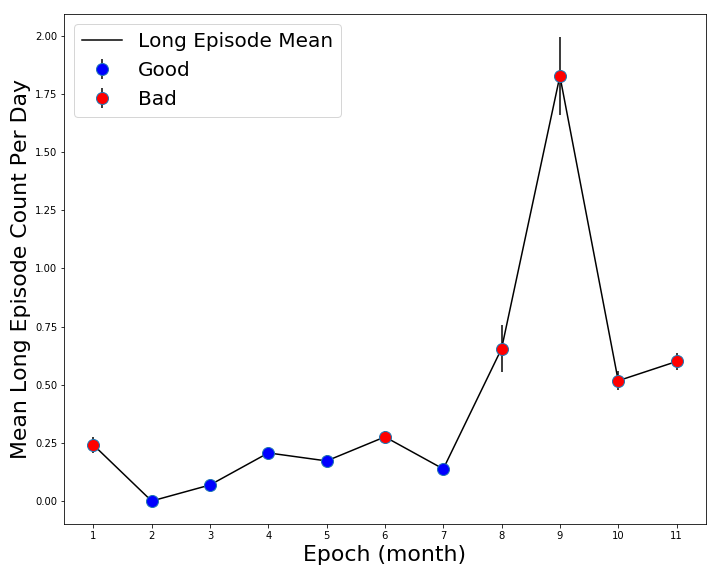 Long Episode Mean
Good
Bad
Mean Long Episode Count Per Day
2.00
1.75
1.50
1.25
1.00
0.75
0.50
0.25
0.00
1 2 3 4 5 6 7 8 9 10 11
Epoch (month)